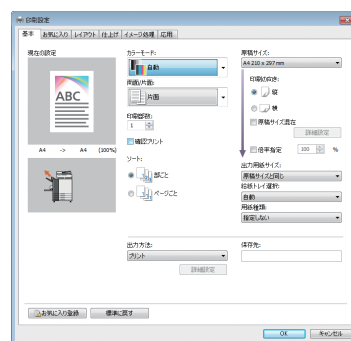 印刷設定
基本 お気に入り レイアウト 仕上げ イメージ処理 応用
現在の設定
ABC
A4 -> A4 (100%)
カラーモード:
自動
両面/片面:
片面
印刷部数:
1
確認プリント
ソート:
部ごと
ページごと
出力方法:
プリント
詳細設定
原稿サイズ:
A4 210 x 297 mm
印刷向き:
縦
横
原稿サイズ混在
詳細設定
倍率指定 100 %
出力用紙サイズ:
原稿サイズと同じ
給紙トレイ選択:
自動
用紙種類:
指定しない
保存先:
お気に入り登録 標準に戻す
OK キャンセル